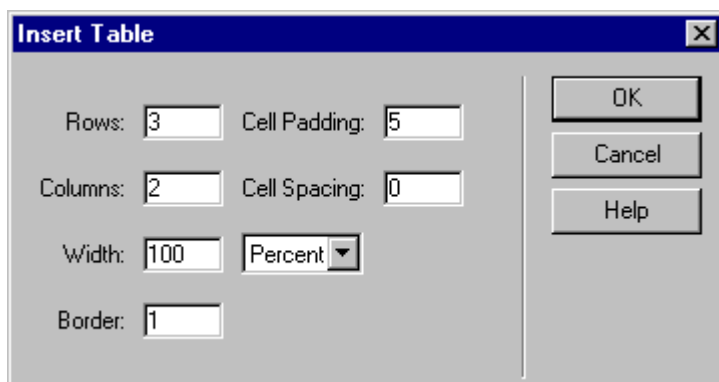 Insert Table
Rows: 3 Cell Padding: 5 OK
Columns: 2 Cell Spacing: 0 Cancel
Width: 100 Percent Help
Border: 1